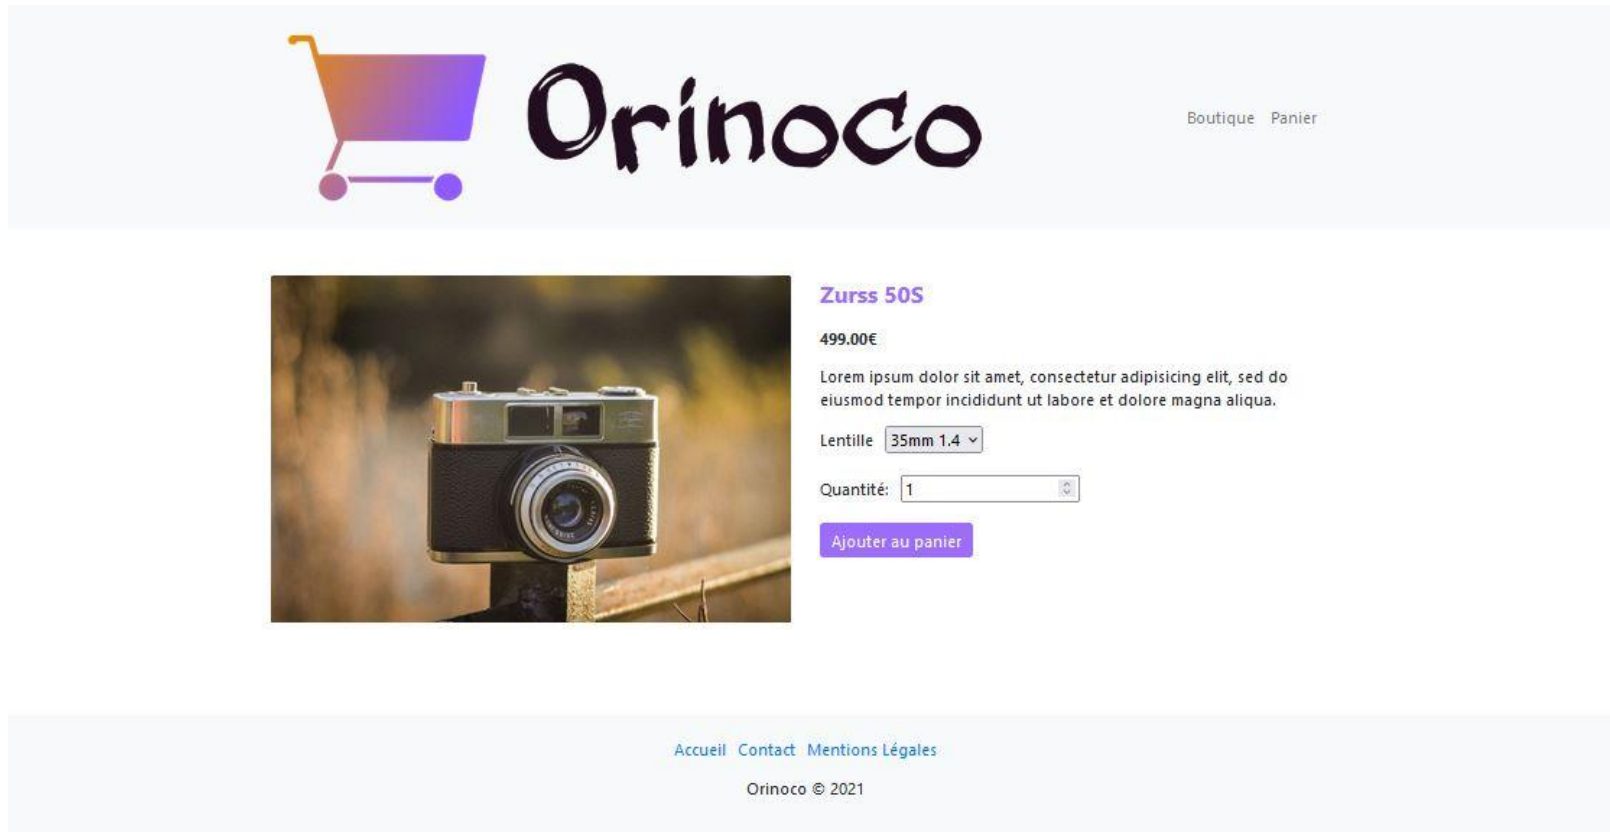 Orinoco
Boutique Panier
Zurss 50S
499.00€
Lorem ipsum dolor sit amet, consectetur adipisicing elit, sed do
eiusmod tempor incididunt ut labore et dolore magna aliqua.
Lentille 35mm 1.4
Quantité: 1
Ajouter au panier
Accueil Contact Mentions Légales
Orinoco © 2021